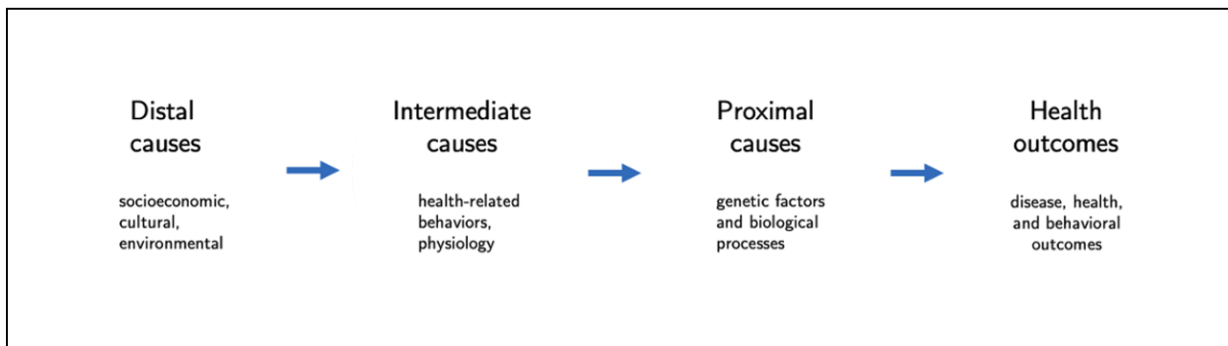 Distal
causes
socioeconomic,
cultural,
environmental
Intermediate
causes
health-related
behaviors,
physiology
Proximal
causes
genetic factors
and biological
processes
Health
outcomes
disease, health,
and behavioral
outcomes